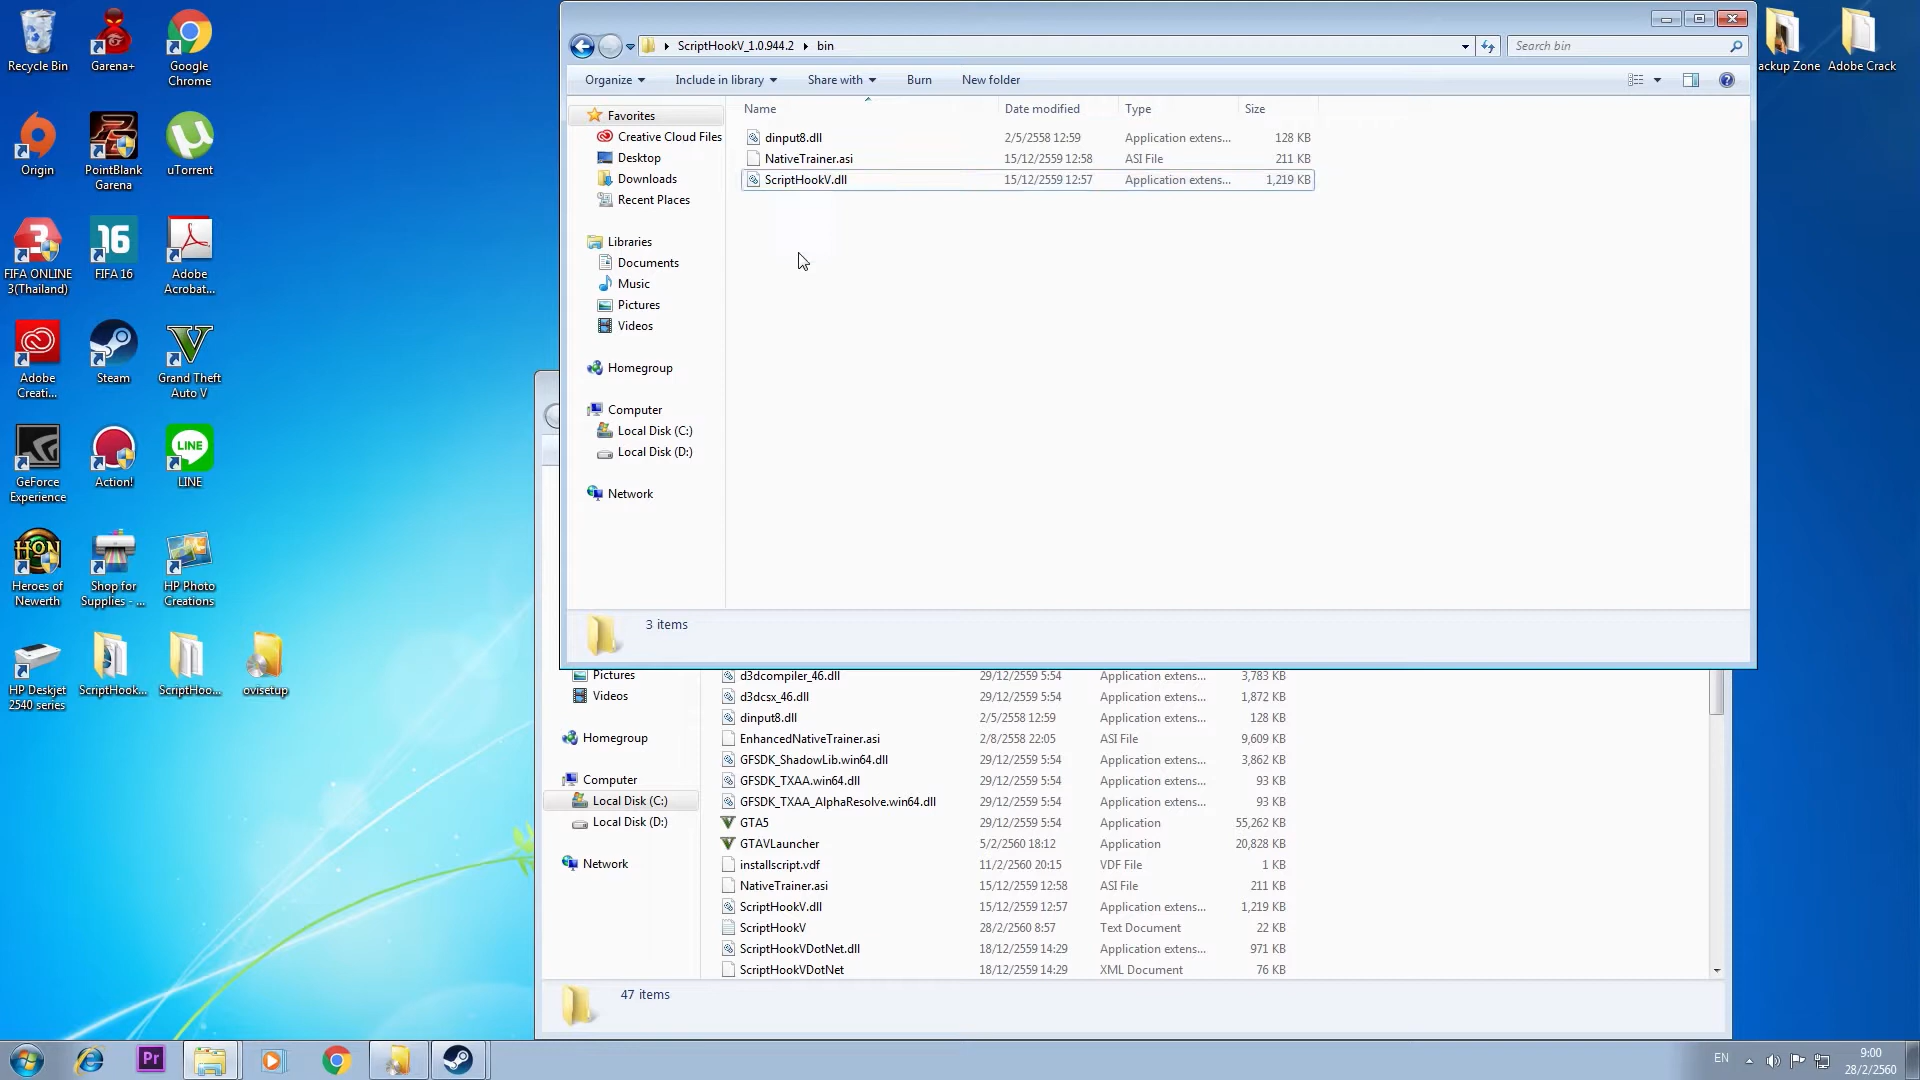 Recycle Bin
Garena+
Google
Chrome
Origin
PointBlank
Garena
uTorrent
FIFA ONLINE
3(Thailand)
FIFA 16
Adobe
Acrobat...
Adobe
Creati...
Steam
Grand Theft
Auto V
GeForce
Experience
Action!
LINE
LINE
Heroes of
Newerth
Shop for
Supplies - ...
HP Photo
Creations
HP Deskjet
2540 series
ScriptHook...
ScriptHoo...
ovisetup
ackup Zone
Adobe Crack
ScriptHookV_1.0.944.2
bin
Search bin
Organize
Include in library
Share with
Burn
New folder
Favorites
Creative Cloud Files
Desktop
Downloads
Recent Places
Libraries
Documents
Music
Pictures
Videos
Homegroup
Computer
Local Disk (C:)
Local Disk (D:)
Network
Name Date modified Type Size
dinput8.dll 2/5/2558 12:59 Application extens... 128 KB
NativeTrainer.asi 15/12/2559 12:58 ASI File 211 KB
ScriptHookV.dll 15/12/2559 12:57 Application extens... 1,219 KB
3 items
Pictures
Videos
Homegroup
Computer
Local Disk (C:)
Local Disk (D:)
Network
d3dcompiler_46.dll 29/12/2559 5:54 Application extens... 3,783 KB
d3dcsx_46.dll 29/12/2559 5:54 Application extens... 1,872 KB
dinput8.dll 2/5/2558 12:59 Application extens... 128 KB
EnhancedNativeTrainer.asi 2/8/2558 22:05 ASI File 9,609 KB
GFSDK_ShadowLib.win64.dll 29/12/2559 5:54 Application extens... 3,862 KB
GFSDK_TXAA.win64.dll 29/12/2559 5:54 Application extens... 93 KB
GFSDK_TXAA_AlphaResolve.win64.dll 29/12/2559 5:54 Application extens... 93 KB
GTA5 29/12/2559 5:54 Application 55,262 KB
GTAVLauncher 5/2/2560 18:12 Application 20,828 KB
installscript.vdf 11/2/2560 20:15 VDF File 1 KB
NativeTrainer.asi 15/12/2559 12:58 ASI File 211 KB
ScriptHookV.dll 15/12/2559 12:57 Application extens... 1,219 KB
ScriptHookV 28/2/2560 8:57 Text Document 22 KB
ScriptHookVDotNet.dll 18/12/2559 14:29 Application extens... 971 KB
ScriptHookVDotNet 18/12/2559 14:29 XML Document 76 KB
47 items
Pr
EN
9:00
28/2/2560